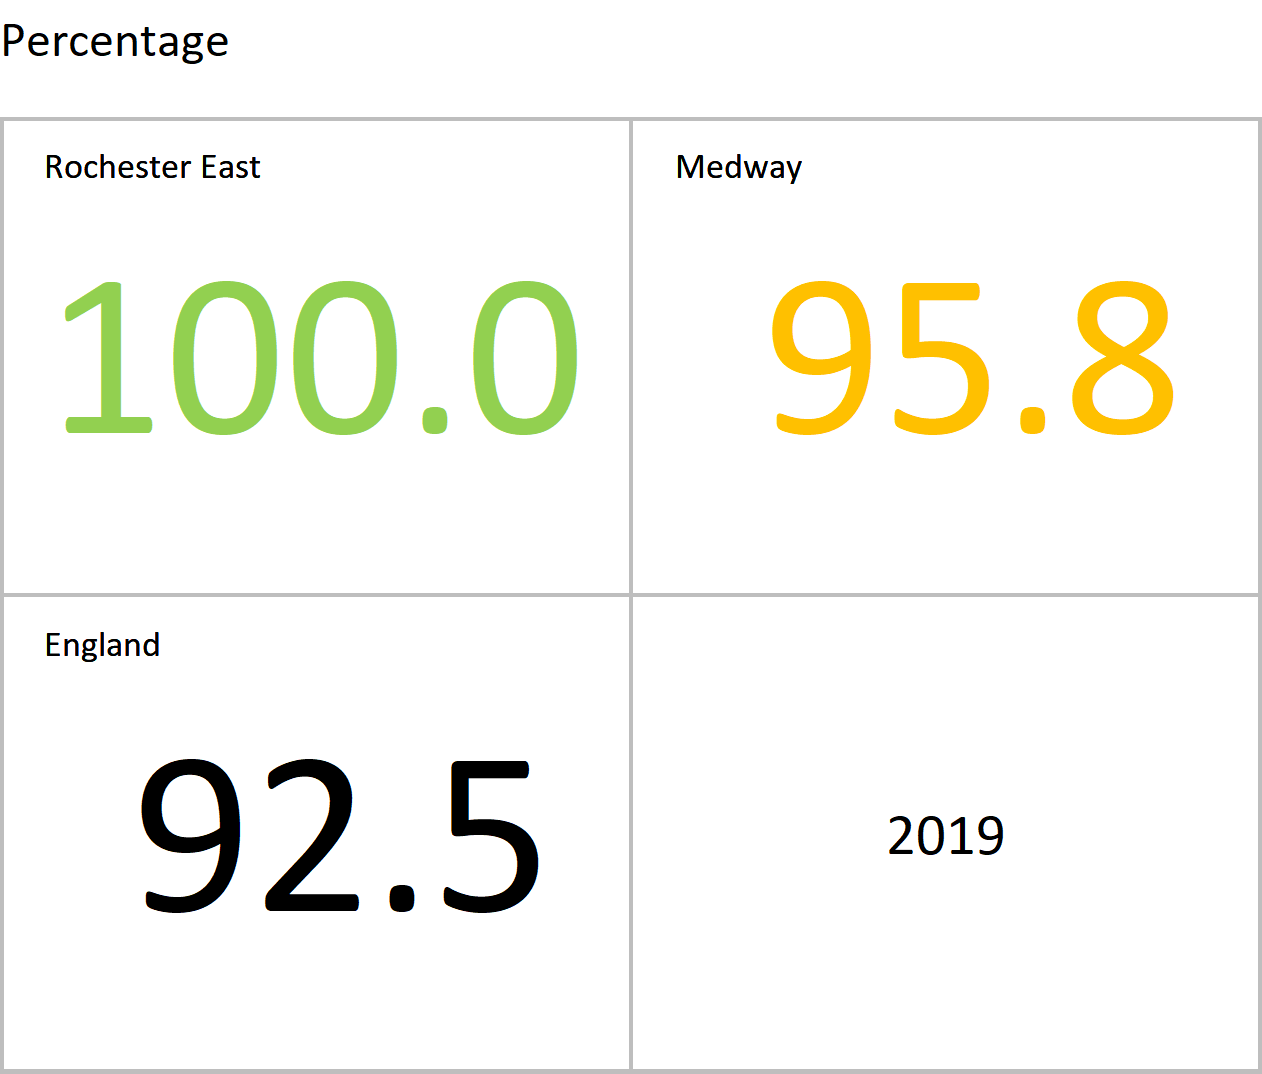 Percentage
Rochester East
100.0
Medway
95.8
England
92.5
2019